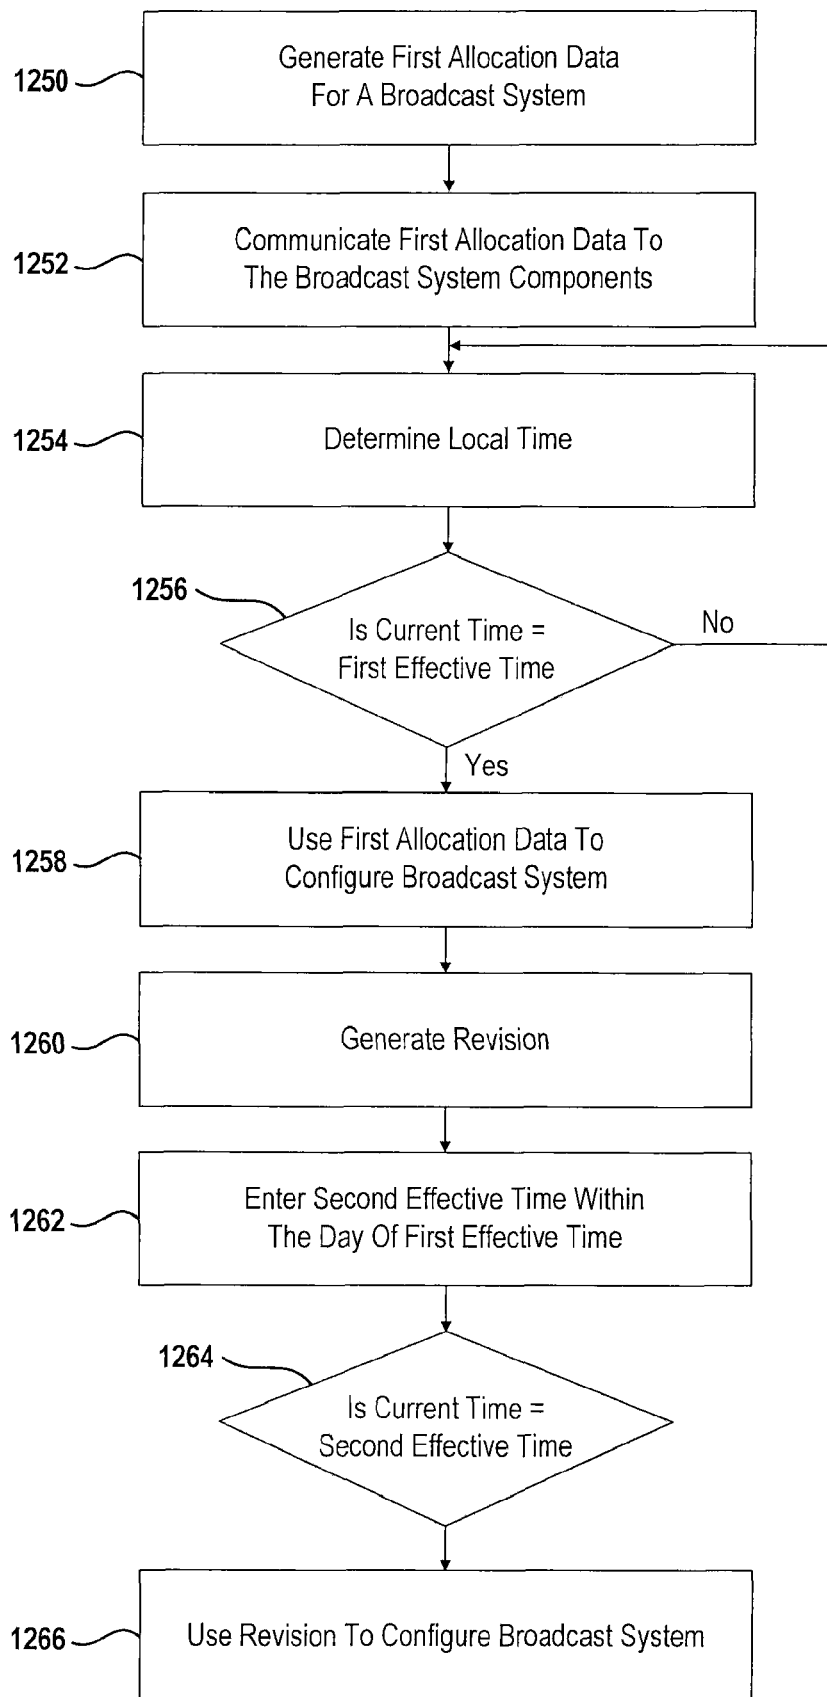 1250
Generate First Allocation Data
For A Broadcast System
1252
Communicate First Allocation Data To
The Broadcast System Components
1254
Determine Local Time
1256
Is Current Time =
First Effective Time
No
Yes
1258
Use First Allocation Data To
Configure Broadcast System
1260
Generate Revision
1262
Enter Second Effective Time Within
The Day Of First Effective Time
1264
Is Current Time =
Second Effective Time
1266
Use Revision To Configure Broadcast System